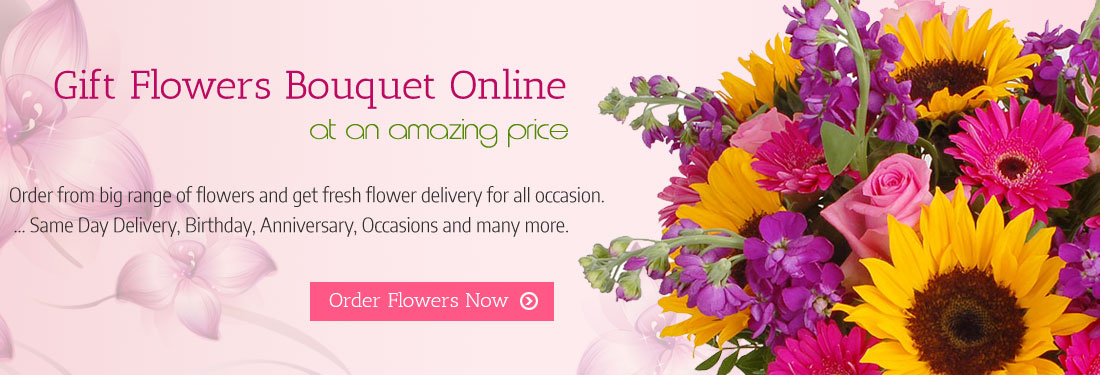 Gift Flowers Bouquet Online
at an amazing price
Order from big range of flowers and get fresh flower delivery for all occasion.
... Same Day Delivery, Birthday, Anniversary, Occasions and many more.
Order Flowers Now